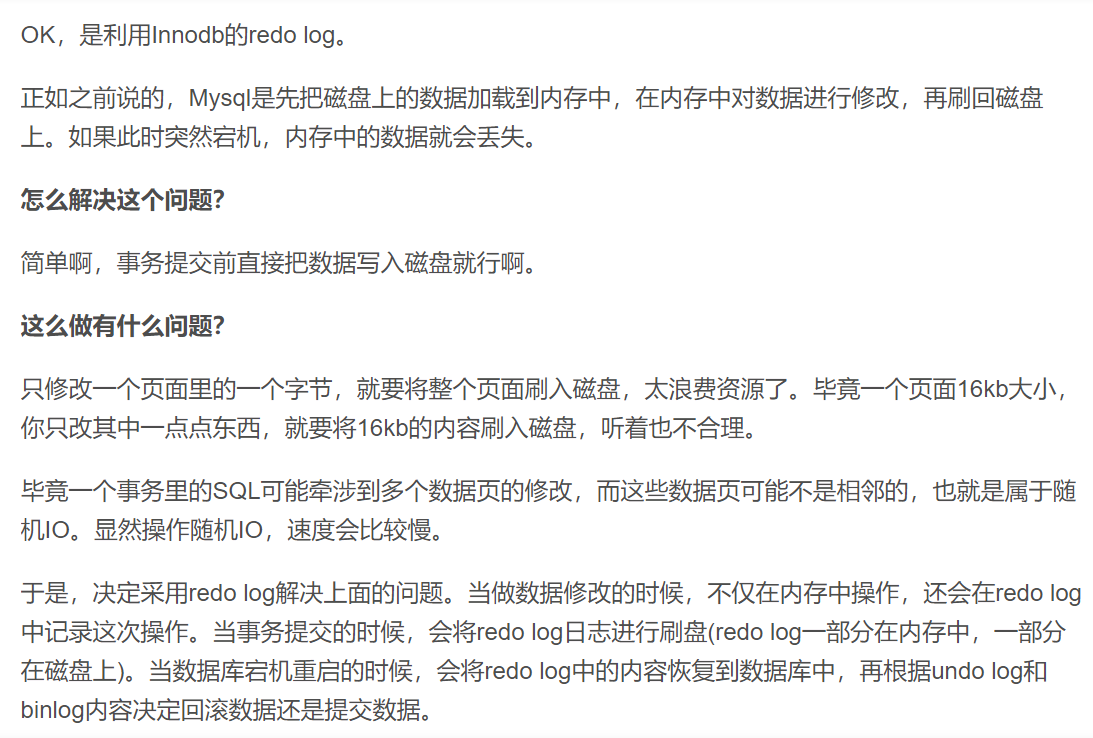 OK，是利用Innodb的redo log。
正如之前说的，Mysql是先把磁盘上的数据加载到内存中，在内存中对数据进行修改，再刷回磁盘
上。如果此时突然宕机，内存中的数据就会丢失。
怎么解决这个问题？
简单啊，事务提交前直接把数据写入磁盘就行啊。
这么做有什么问题？
只修改一个页面里的一个字节，就要将整个页面刷入磁盘，太浪费资源了。毕竟一个页面16kb大小，
你只改其中一点点东西，就要将16kb的内容刷入磁盘，听着也不合理。
毕竟一个事务里的SQL可能牵涉到多个数据页的修改，而这些数据页可能不是相邻的，也就是属于随
机IO。显然操作随机IO，速度会比较慢。
于是，决定采用redo log解决上面的问题。当做数据修改的时候，不仅在内存中操作，还会在redo log
中记录这次操作。当事务提交的时候，会将redo log日志进行刷盘(redo log一部分在内存中，一部分
在磁盘上)。当数据库宕机重启的时候，会将redo log中的内容恢复到数据库中，再根据undo log和
binlog内容决定回滚数据还是提交数据。